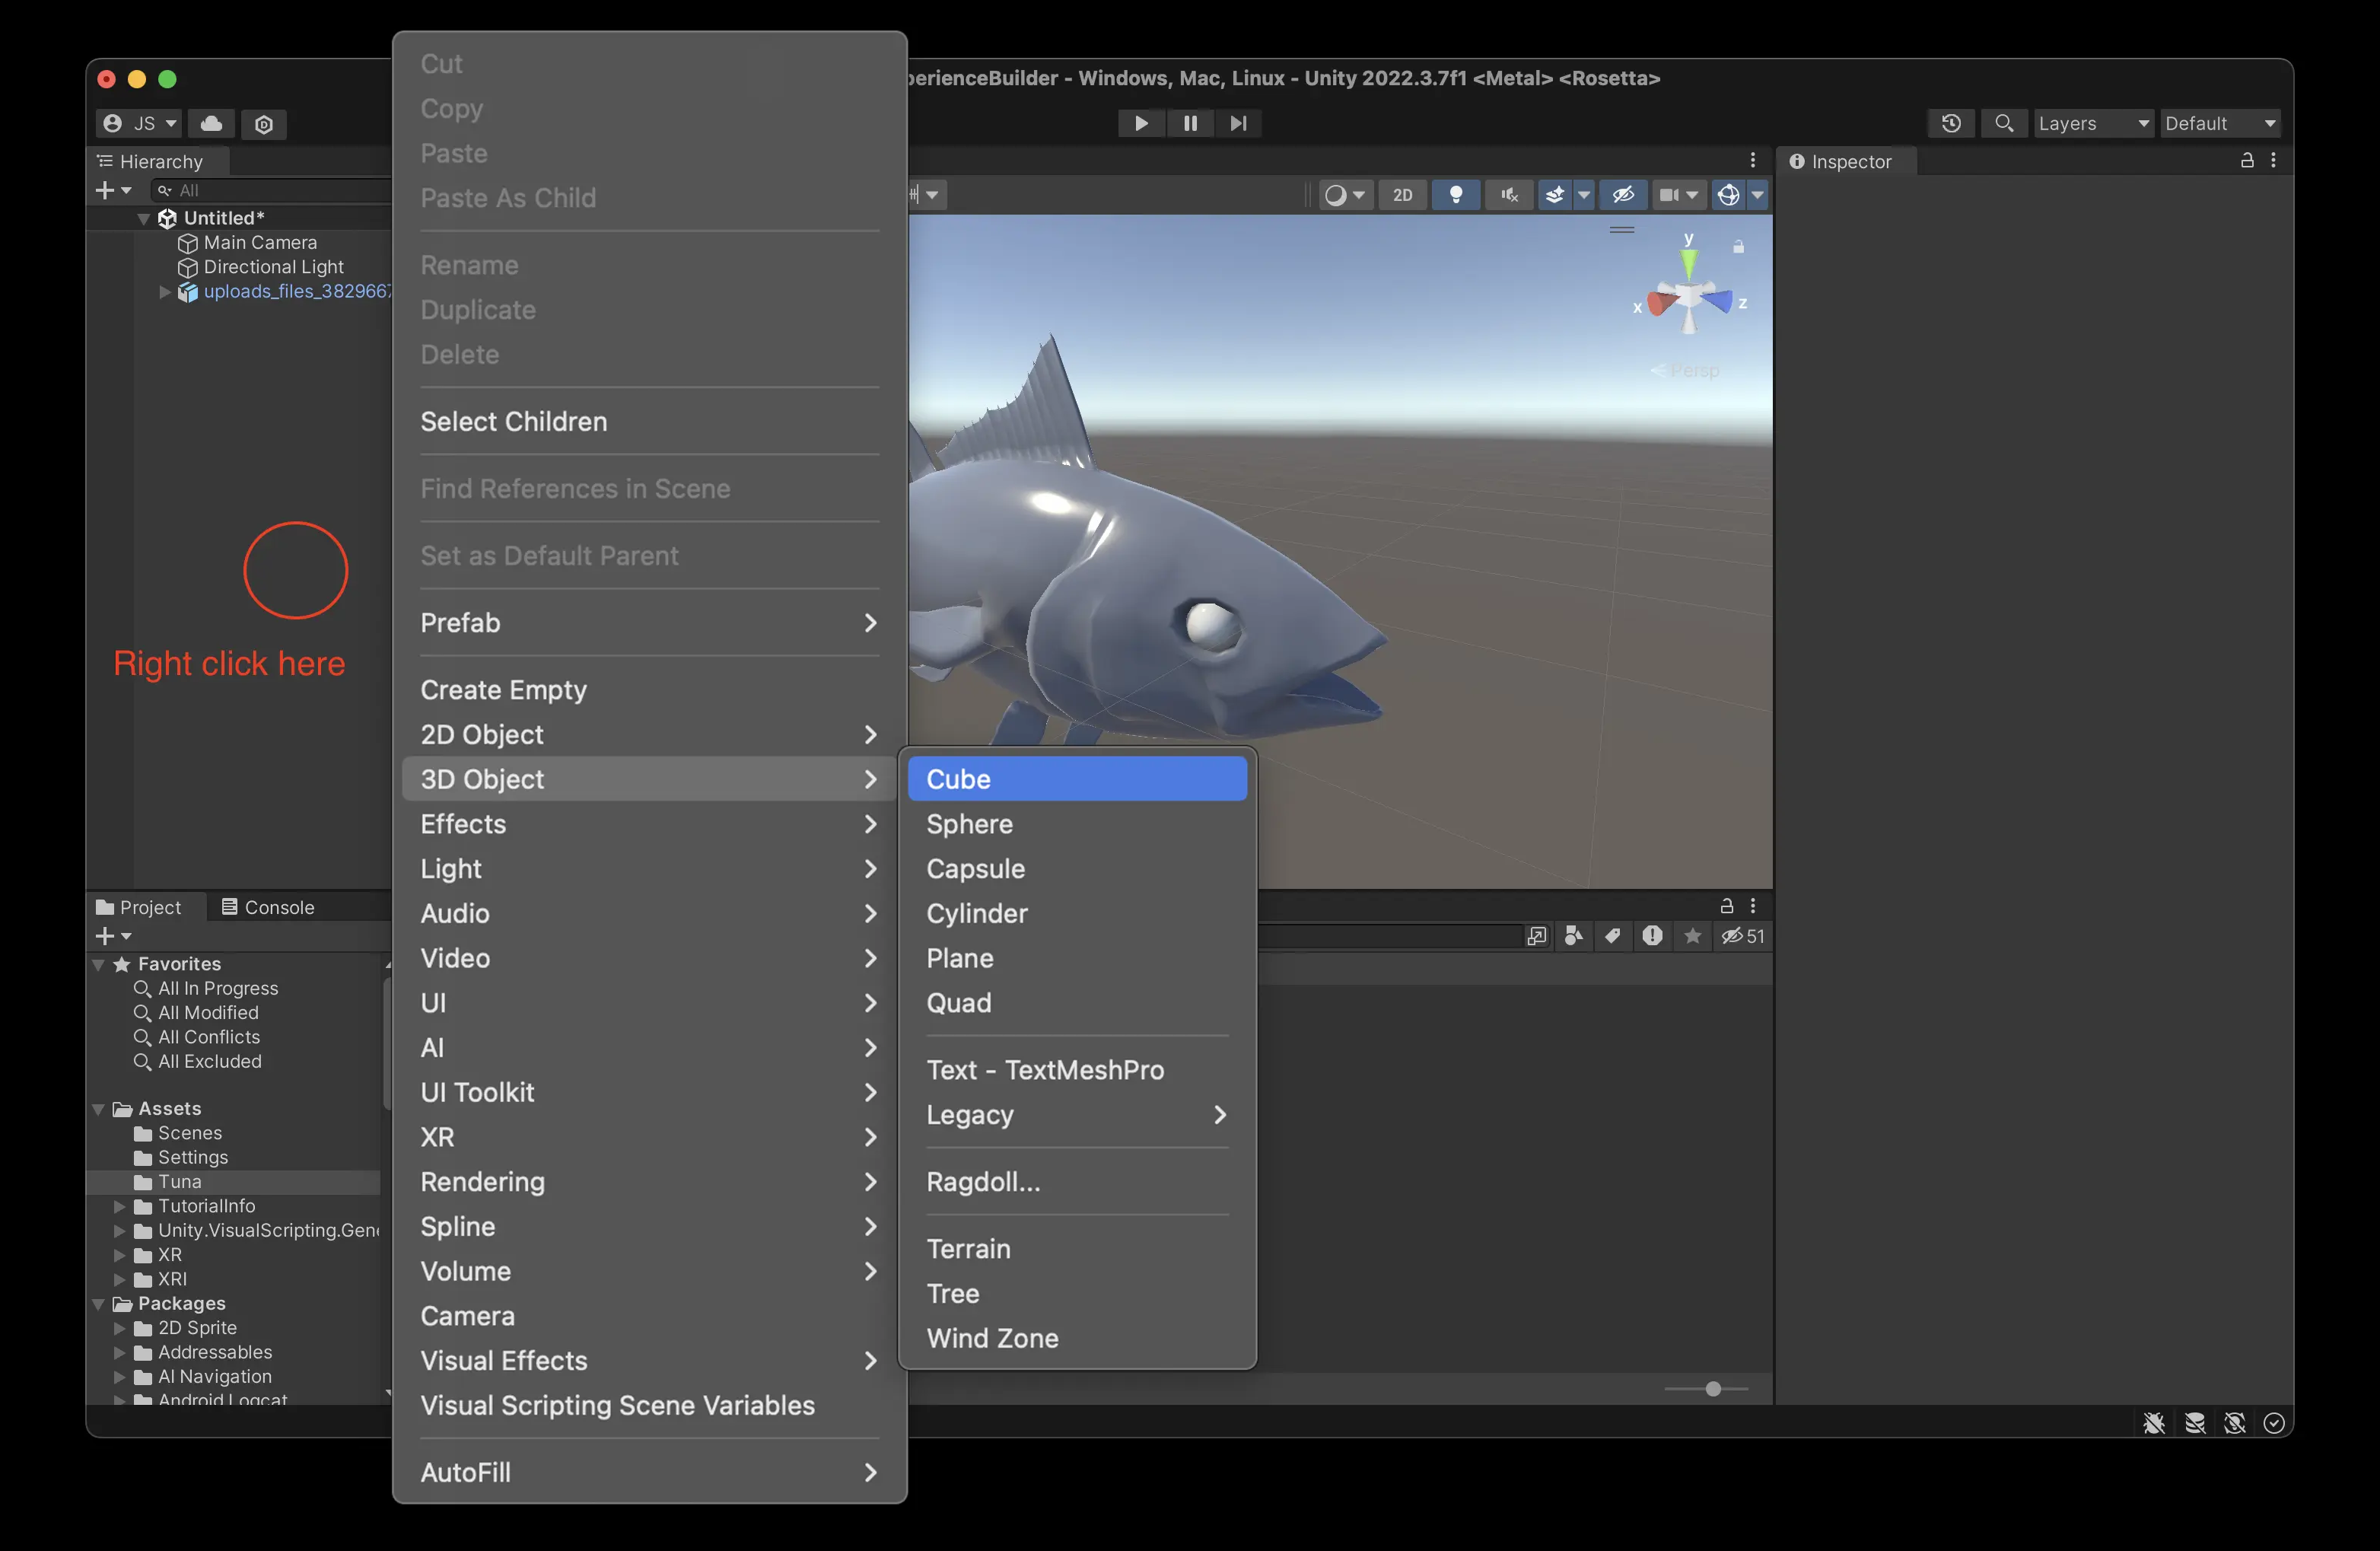 perienceBuilder - Windows, Mac, Linux - Unity 2022.3.7f1 <Metal> <Rosetta>
JS
Layers
Default
Hierarchy
All
Untitled*
Main Camera
Directional Light
uploads_files_3829667
Right click here
Cut
Copy
Paste
Paste As Child
Rename
Duplicate
Delete
Select Children
Find References in Scene
Set as Default Parent
Prefab
Create Empty
2D Object
3D Object
Effects
Light
Audio
Video
UI
AI
UI Toolkit
XR
Rendering
Spline
Volume
Camera
Visual Effects
Visual Scripting Scene Variables
AutoFill
Cube
Sphere
Capsule
Cylinder
Plane
Quad
Text - TextMeshPro
Legacy
Ragdoll...
Terrain
Tree
Wind Zone
2D
y
x
z
Persp
Inspector
Project
Console
51
Favorites
All In Progress
All Modified
All Conflicts
All Excluded
Assets
Scenes
Settings
Tuna
TutorialInfo
Unity.VisualScripting.Gene
XR
XRI
Packages
2D Sprite
Addressables
AI Navigation
Android Logcat